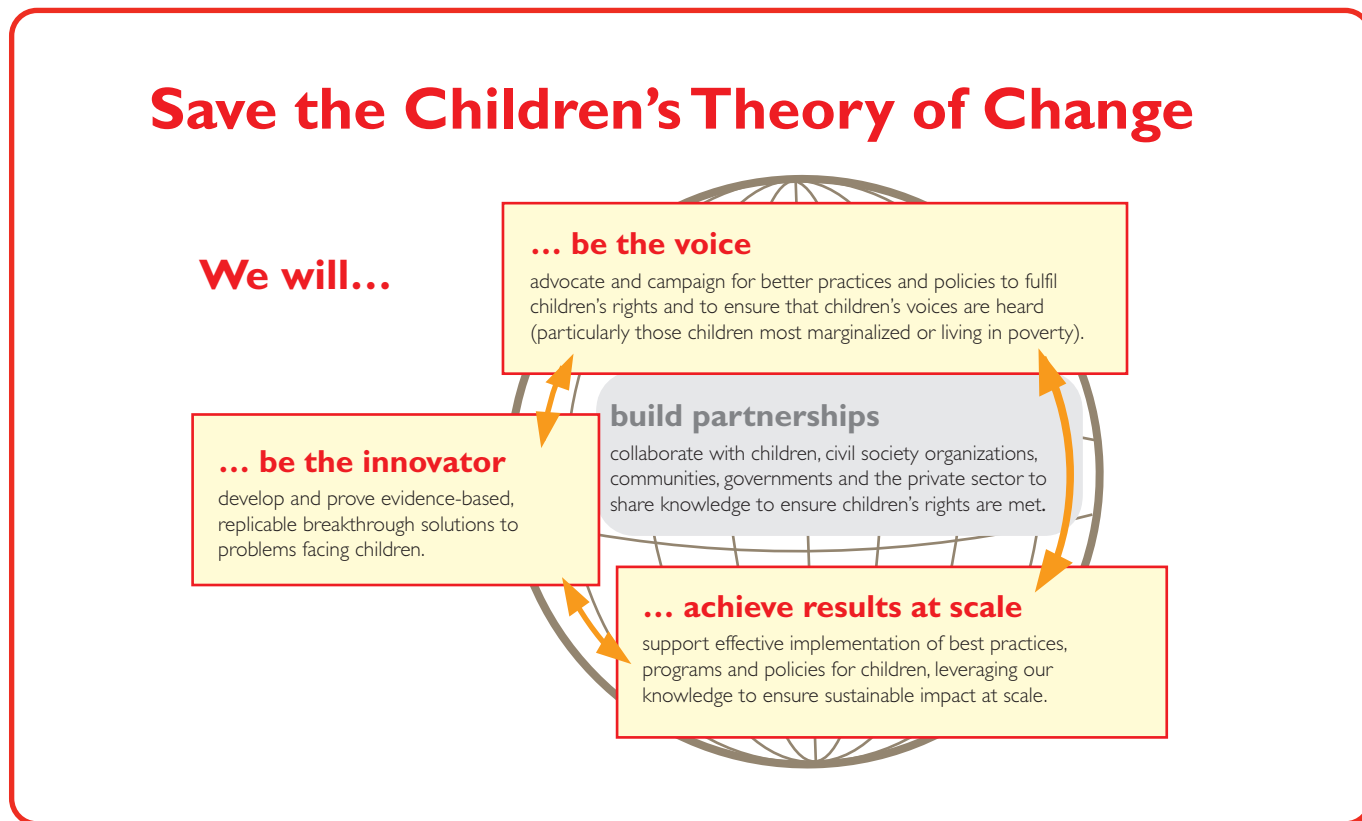 Save the Children’s Theory of Change
We will…
… be the voice
advocate and campaign for better practices and policies to fulfil
children’s rights and to ensure that children’s voices are heard
(particularly those children most marginalized or living in poverty).
build partnerships
collaborate with children, civil society organizations,
communities, governments and the private sector to
share knowledge to ensure children’s rights are met.
… be the innovator
develop and prove evidence-based,
replicable breakthrough solutions to
problems facing children.
… achieve results at scale
support effective implementation of best practices,
programs and policies for children, leveraging our
knowledge to ensure sustainable impact at scale.